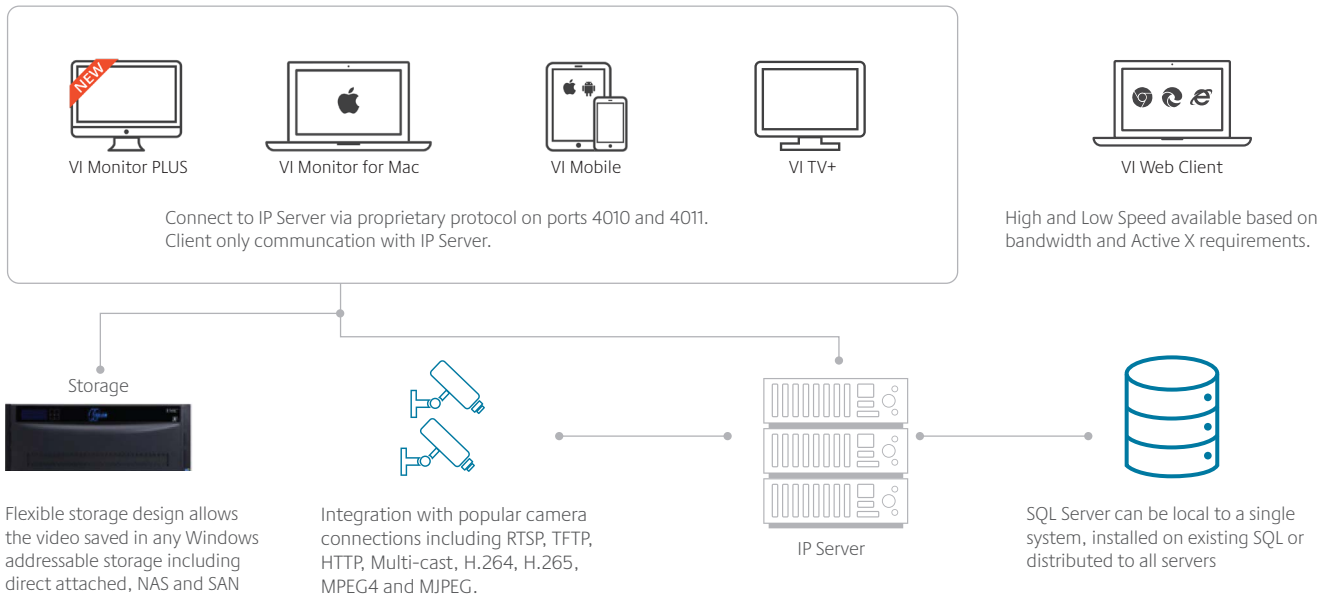 NEW
VI Monitor PLUS
VI Monitor for Mac
VI Mobile
VI TV+
VI Web Client
Connect to IP Server via proprietary protocol on ports 4010 and 4011.
Client only communcation with IP Server.
High and Low Speed available based on
bandwidth and Active X requirements.
Storage
Flexible storage design allows
the video saved in any Windows
addressable storage including
direct attached, NAS and SAN
Integration with popular camera
connections including RTSP, TFTP,
HTTP, Multi-cast, H.264, H.265,
MPEG4 and MJPEG.
IP Server
SQL Server can be local to a single
system, installed on existing SQL or
distributed to all servers